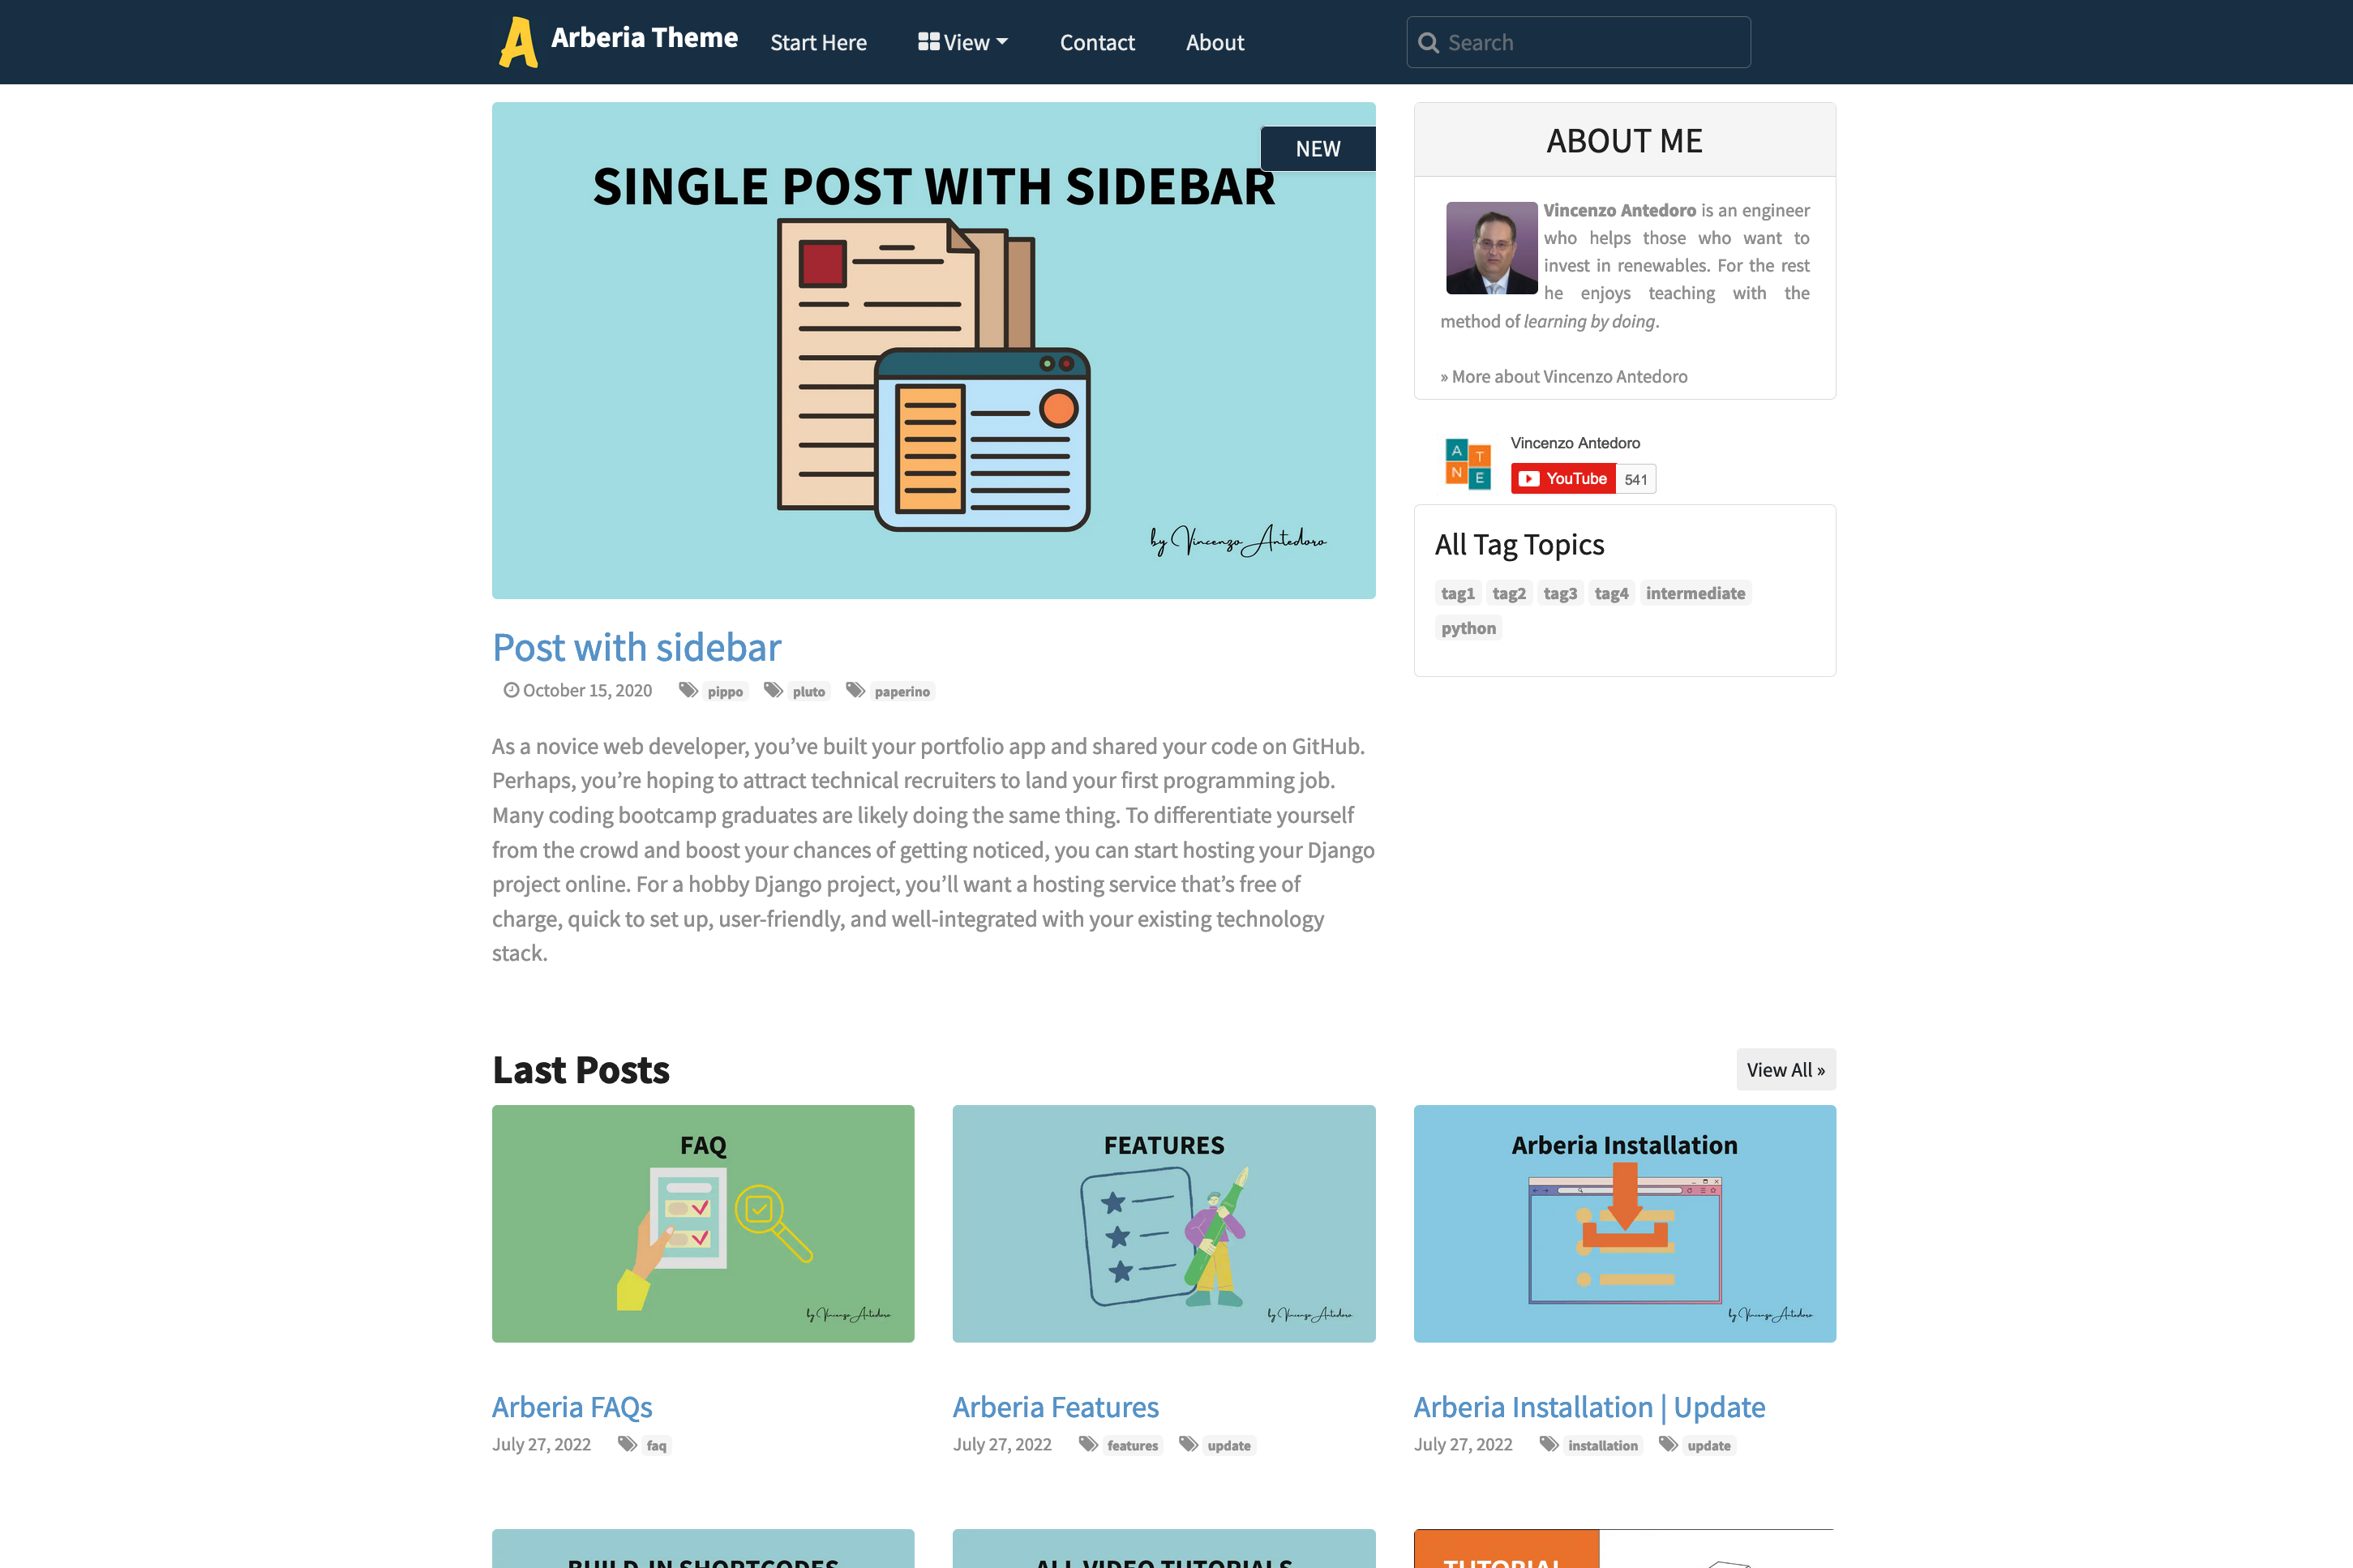 Arberia Theme
Start Here
View
Contact
About
Search
NEW
SINGLE POST WITH SIDEBAR
by Vincenzo Antedoro
ABOUT ME
Vincenzo Antedoro is an engineer
who helps those who want to
invest in renewables. For the rest
he enjoys teaching with the
method of learning by doing.
» More about Vincenzo Antedoro
A T
N E
Vincenzo Antedoro
YouTube 541
All Tag Topics
tag1 tag2 tag3 tag4 intermediate
python
Post with sidebar
October 15, 2020 pippo pluto paperino
As a novice web developer, you’ve built your portfolio app and shared your code on GitHub.
Perhaps, you’re hoping to attract technical recruiters to land your first programming job.
Many coding bootcamp graduates are likely doing the same thing. To differentiate yourself
from the crowd and boost your chances of getting noticed, you can start hosting your Django
project online. For a hobby Django project, you’ll want a hosting service that’s free of
charge, quick to set up, user-friendly, and well-integrated with your existing technology
stack.
Last Posts
View All »
FAQ
by Vincenzo Antedoro
Arberia FAQs
July 27, 2022 faq
FEATURES
by Vincenzo Antedoro
Arberia Features
July 27, 2022 features update
Arberia Installation
by Vincenzo Antedoro
Arberia Installation | Update
July 27, 2022 installation update
BUILD-IN SHORTCODES
ALL VIDEO TUTORIALS
TUTORIAL